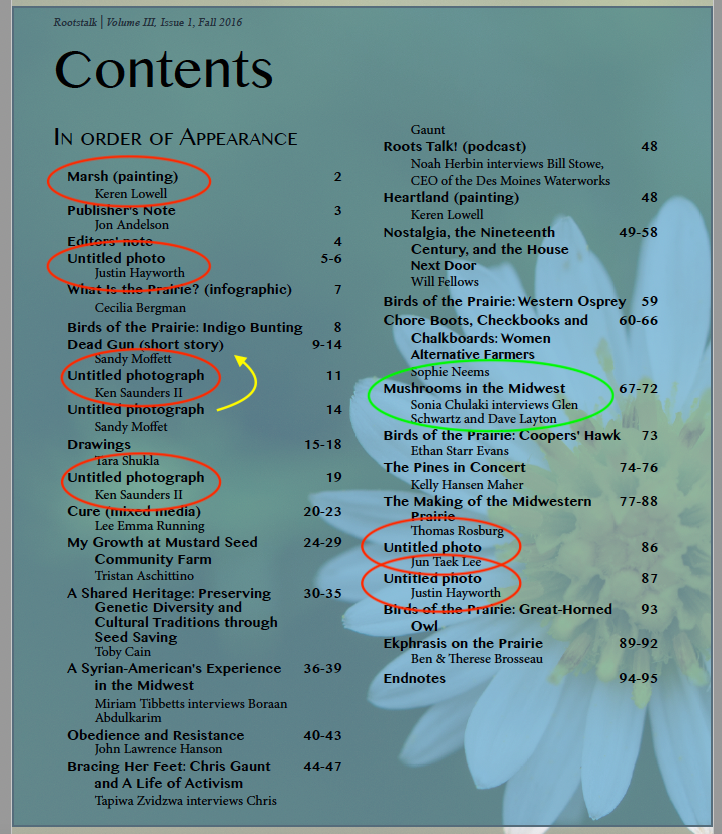 Rootstalk | Volume III, Issue 1, Fall 2016
Contents
In order of Appearance
Marsh (painting) 2
Keren Lowell
Publisher's Note 3
Jon Andelson
Editors' note 4
Untitled photo 5-6
Justin Hayworth
What Is the Prairie? (infographic) 7
Cecilia Bergman
Birds of the Prairie: Indigo Bunting 8
Dead Gun (short story) 9-14
Sandy Moffett
Untitled photograph 11
Ken Saunders II
Untitled photograph 14
Sandy Moffet
Drawings 15-18
Tara Shukla
Untitled photograph 19
Ken Saunders II
Cure (mixed media) 20-23
Lee Emma Running
My Growth at Mustard Seed 24-29
Community Farm
Tristan Aschittino
A Shared Heritage: Preserving 30-35
Genetic Diversity and
Cultural Traditions through
Seed Saving
Toby Cain
A Syrian-American's Experience 36-39
in the Midwest
Miriam Tibbetts interviews Boraan
Abdulkarim
Obedience and Resistance 40-43
John Lawrence Hanson
Bracing Her Feet: Chris Gaunt 44-47
and A Life of Activism
Tapiwa Zvidzwa interviews Chris
Gaunt
Roots Talk! (podcast) 48
Noah Herbin interviews Bill Stowe,
CEO of the Des Moines Waterworks
Heartland (painting) 48
Keren Lowell
Nostalgia, the Nineteenth 49-58
Century, and the House
Next Door
Will Fellows
Birds of the Prairie: Western Osprey 59
Chore Boots, Checkbooks and 60-66
Chalkboards: Women
Alternative Farmers
Sophie Neems
Mushrooms in the Midwest 67-72
Sonia Chulaki interviews Glen
Schwartz and Dave Layton
Birds of the Prairie: Coopers' Hawk 73
Ethan Starr Evans
The Pines in Concert 74-76
Kelly Hansen Maher
The Making of the Midwestern 77-88
Prairie
Thomas Rosburg
Untitled photo 86
Jun Taek Lee
Untitled photo 87
Justin Hayworth
Birds of the Prairie: Great-Horned 93
Owl
Ekphrasis on the Prairie 89-92
Ben & Therese Brosseau
Endnotes 94-95